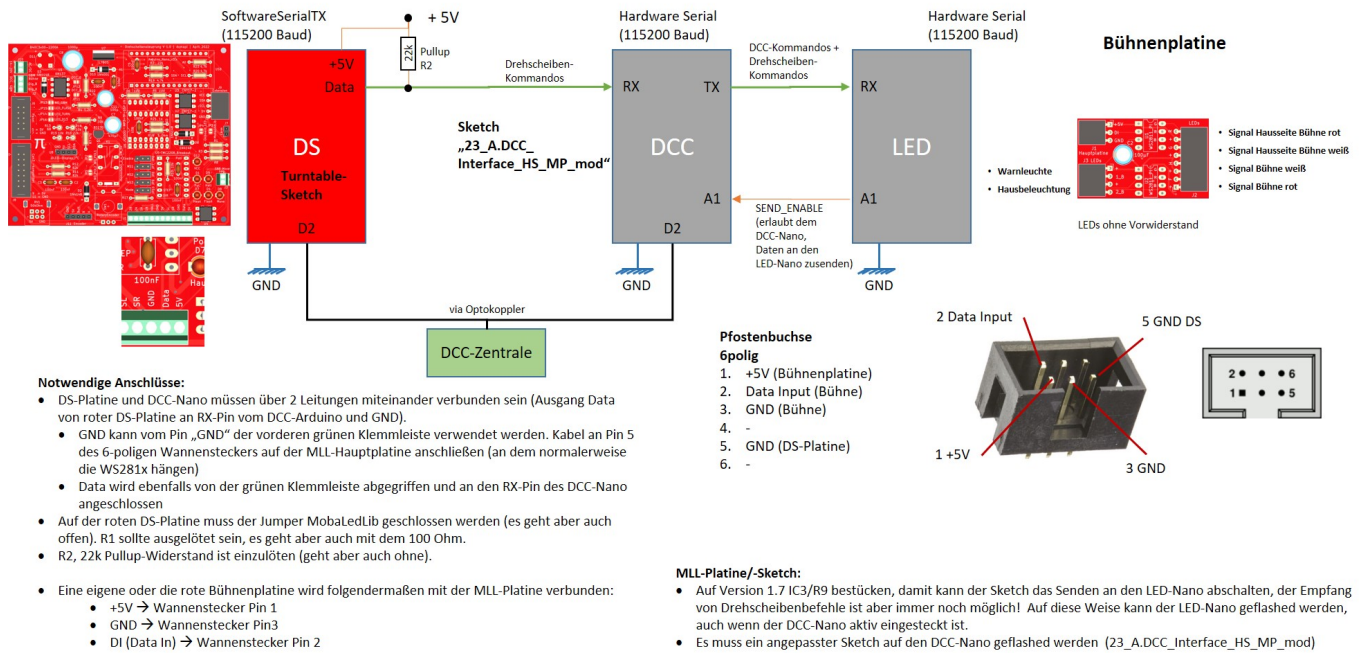 SoftwareSerialTX
(115200 Baud)
+ 5V
22k
Pullup
R2
+5V
Data
DS
Turntable-
Sketch
D2
GND
Drehscheiben-
Kommandos
Sketch
„23_A.DCC_
Interface_HS_MP_mod“
Hardware Serial
(115200 Baud)
RX
TX
DCC
A1
D2
GND
DCC-Kommandos +
Drehscheiben-
Kommandos
SEND_ENABLE
(erlaubt dem
DCC-Nano,
Daten an den
LED-Nano zusenden)
Hardware Serial
(115200 Baud)
RX
LED
A1
GND
via Optokoppler
DCC-Zentrale
Bühnenplatine
• Warnleuchte
• Hausbeleuchtung
LEDs
J1
Hauptplatine
J3 LEDs
J2
• Signal Hausseite Bühne rot
• Signal Hausseite Bühne weiß
• Signal Bühne weiß
• Signal Bühne rot
LEDs ohne Vorwiderstand
π
100nF
SL
SR
GND
Data
5V
Pfostenbuchse
6polig
1. +5V (Bühnenplatine)
2. Data Input (Bühne)
3. GND (Bühne)
4. -
5. GND (DS-Platine)
6. -
2 Data Input
5 GND DS
1 +5V
3 GND
2
6
1
5
Notwendige Anschlüsse:
• DS-Platine und DCC-Nano müssen über 2 Leitungen miteinander verbunden sein (Ausgang Data
von roter DS-Platine an RX-Pin vom DCC-Arduino und GND).
• GND kann vom Pin „GND“ der vorderen grünen Klemmleiste verwendet werden. Kabel an Pin 5
des 6-poligen Wannensteckers auf der MLL-Hauptplatine anschließen (an dem normalerweise
die WS281x hängen)
• Data wird ebenfalls von der grünen Klemmleiste abgegriffen und an den RX-Pin des DCC-Nano
angeschlossen
• Auf der roten DS-Platine muss der Jumper MobaLedLib geschlossen werden (es geht aber auch
offen). R1 sollte ausgelötet sein, es geht aber auch mit dem 100 Ohm.
• R2, 22k Pullup-Widerstand ist einzulöten (geht aber auch ohne).
• Eine eigene oder die rote Bühnenplatine wird folgendermaßen mit der MLL-Platine verbunden:
• +5V → Wannenstecker Pin 1
• GND → Wannenstecker Pin3
• DI (Data In) → Wannenstecker Pin 2
MLL-Platine/-Sketch:
• Auf Version 1.7 IC3/R9 bestücken, damit kann der Sketch das Senden an den LED-Nano abschalten, der Empfang
von Drehscheibenbefehle ist aber immer noch möglich! Auf diese Weise kann der LED-Nano geflashed werden,
auch wenn der DCC-Nano aktiv eingesteckt ist.
• Es muss ein angepasster Sketch auf den DCC-Nano geflashed werden (23_A.DCC_Interface_HS_MP_mod)